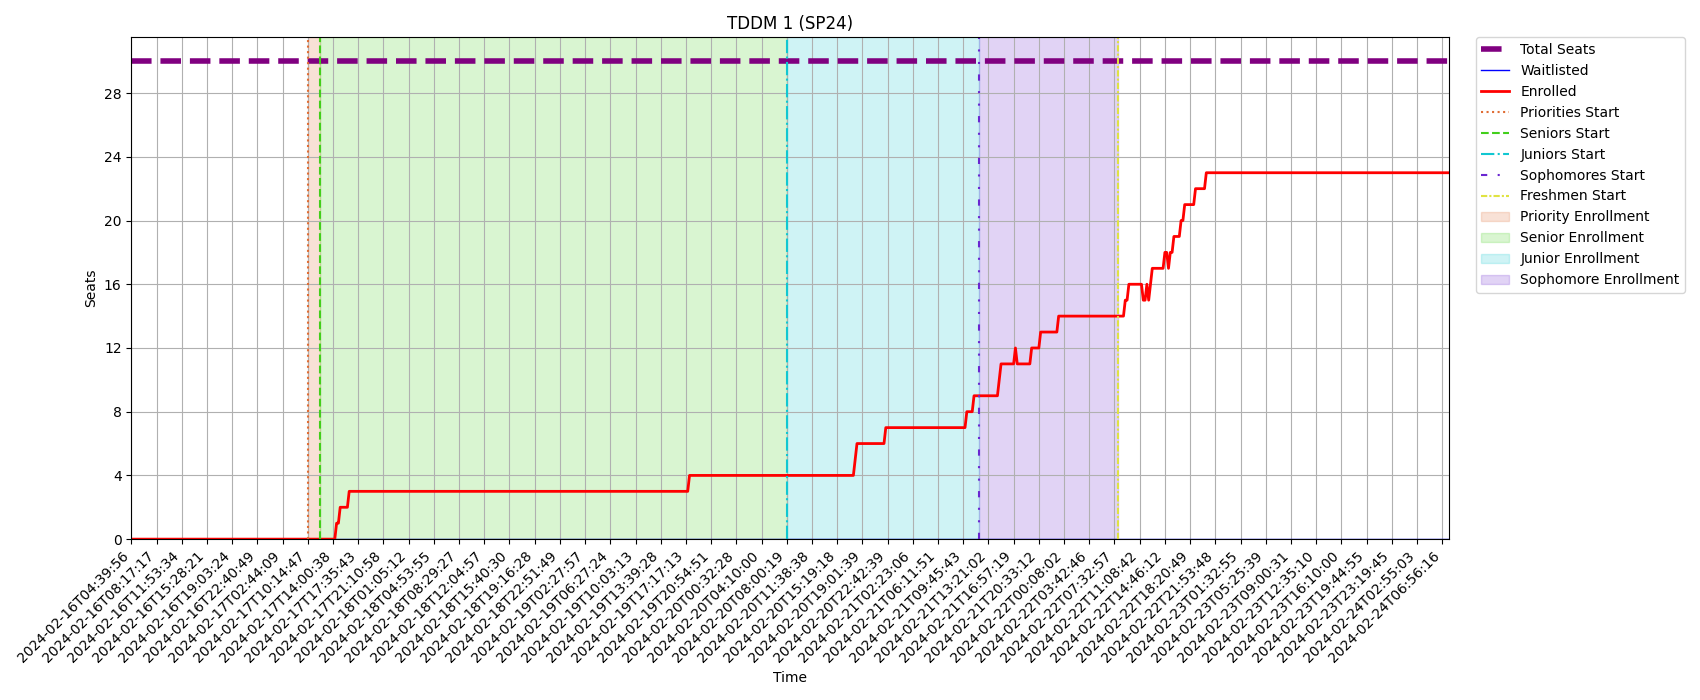 TDDM 1 (SP24)
Total Seats
Waitlisted
Enrolled
Priorities Start
Seniors Start
Juniors Start
Sophomores Start
Freshmen Start
Priority Enrollment
Senior Enrollment
Junior Enrollment
Sophomore Enrollment
Seats
28
24
20
16
12
8
4
0
2024-02-16T04:39:56
2024-02-16T08:17:17
2024-02-16T11:53:34
2024-02-16T15:28:21
2024-02-16T19:03:24
2024-02-16T22:40:49
2024-02-17T02:44:09
2024-02-17T10:14:47
2024-02-17T14:00:38
2024-02-17T17:35:43
2024-02-17T21:10:58
2024-02-18T01:05:12
2024-02-18T04:53:55
2024-02-18T08:29:27
2024-02-18T12:04:57
2024-02-18T15:40:30
2024-02-18T19:16:28
2024-02-18T22:51:49
2024-02-19T02:27:57
2024-02-19T06:27:24
2024-02-19T10:03:13
2024-02-19T13:39:28
2024-02-19T17:17:13
2024-02-19T20:54:51
2024-02-20T00:32:28
2024-02-20T04:10:00
2024-02-20T08:00:19
2024-02-20T11:38:38
2024-02-20T15:19:18
2024-02-20T19:01:39
2024-02-20T22:42:39
2024-02-21T02:23:06
2024-02-21T06:11:51
2024-02-21T09:45:43
2024-02-21T13:21:02
2024-02-21T16:57:19
2024-02-21T20:33:12
2024-02-22T00:08:02
2024-02-22T03:42:46
2024-02-22T07:32:57
2024-02-22T11:08:42
2024-02-22T14:46:12
2024-02-22T18:20:49
2024-02-22T21:53:48
2024-02-23T01:32:55
2024-02-23T05:25:39
2024-02-23T09:00:31
2024-02-23T12:35:10
2024-02-23T16:10:00
2024-02-23T19:44:55
2024-02-23T23:19:45
2024-02-24T02:55:03
2024-02-24T06:56:16
Time